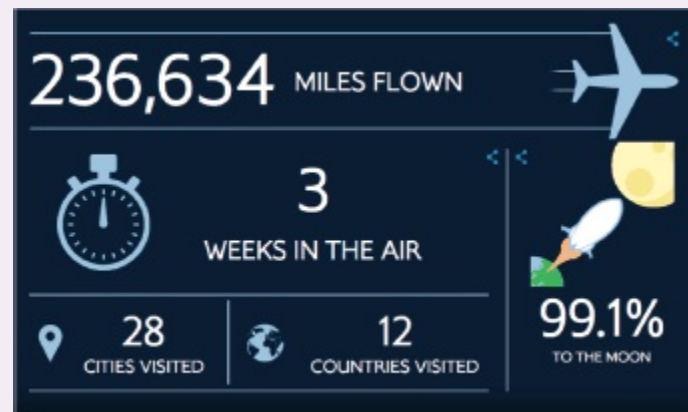 236,634 MILES FLOWN
3
WEEKS IN THE AIR
28
CITIES VISITED
12
COUNTRIES VISITED
99.1%
TO THE MOON